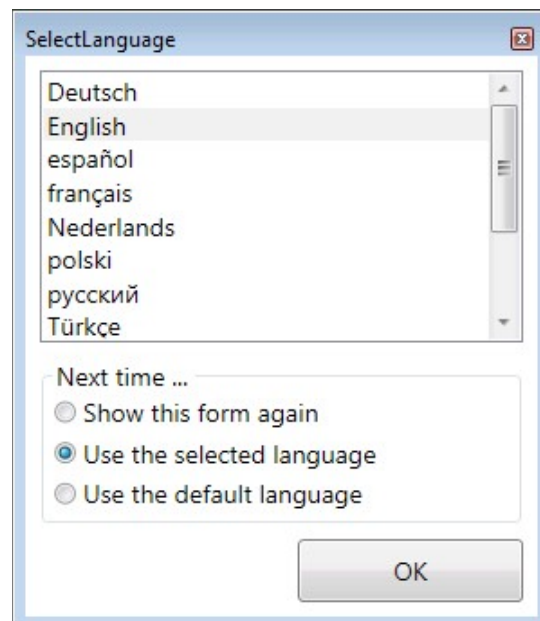 SelectLanguage
Deutsch
English
español
français
Nederlands
polski
русский
Türkçe
Next time ...
Show this form again
Use the selected language
Use the default language
OK